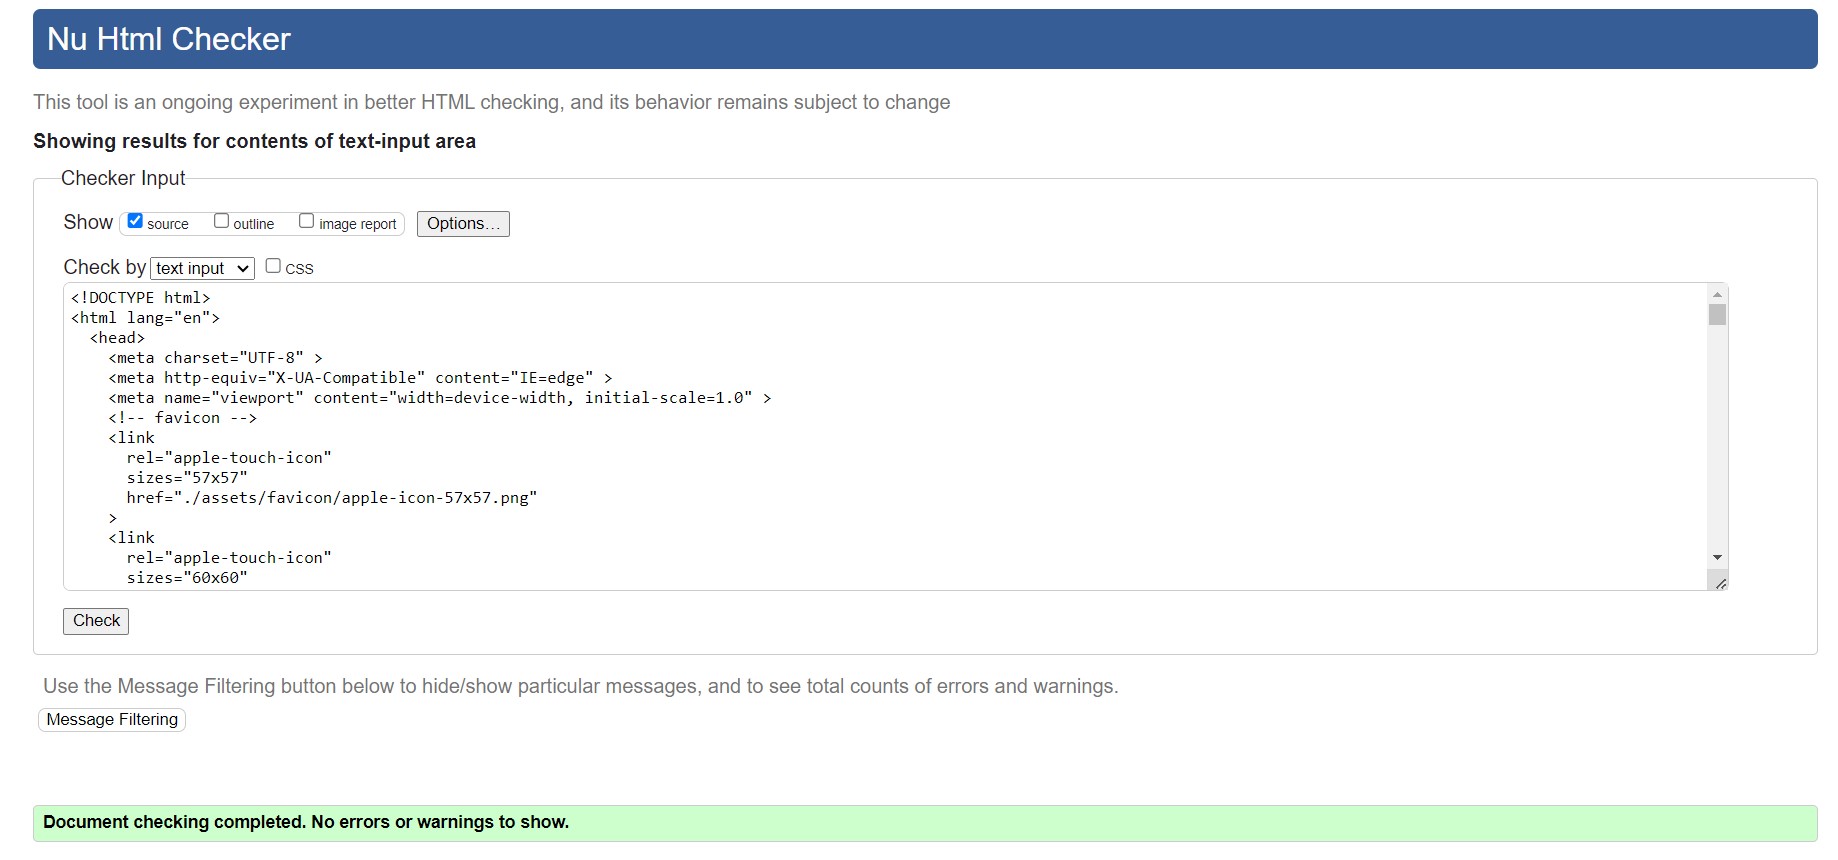 Nu Html Checker
This tool is an ongoing experiment in better HTML checking, and its behavior remains subject to change
Showing results for contents of text-input area
Checker Input
Show source outline image report Options...
Check by text input CSS
<!DOCTYPE html>
<html lang="en">
  <head>
    <meta charset="UTF-8" >
    <meta http-equiv="X-UA-Compatible" content="IE=edge" >
    <meta name="viewport" content="width=device-width, initial-scale=1.0" >
    <!-- favicon -->
    <link
      rel="apple-touch-icon"
      sizes="57x57"
      href="./assets/favicon/apple-icon-57x57.png"
    >
    <link
      rel="apple-touch-icon"
      sizes="60x60"
Check
Use the Message Filtering button below to hide/show particular messages, and to see total counts of errors and warnings.
Message Filtering
Document checking completed. No errors or warnings to show.